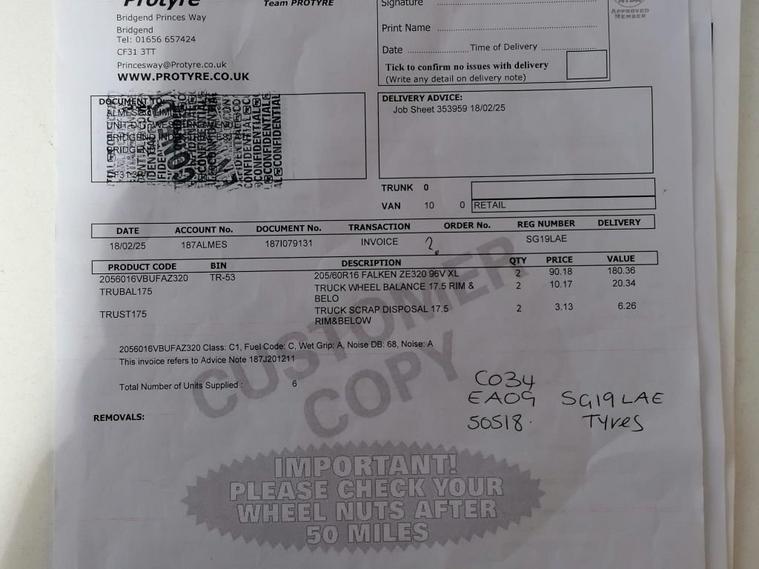 Protyre Team PROTYRE
Bridgend Princes Way
Bridgend
Tel: 01656 657424
CF31 3TT
Princesway@Protyre.co.uk
WWW.PROTYRE.CO.UK
Signature
Print Name
Date Time of Delivery
Tick to confirm no issues with delivery
(Write any detail on delivery note)
APPROVED
MEMBER
DOCUMENT TO:
CONFIDENTIAL
DELIVERY ADVICE:
Job Sheet 353959 18/02/25
TRUNK 0
VAN 10 0 RETAIL
DATE ACCOUNT No. DOCUMENT No. TRANSACTION ORDER No. REG NUMBER DELIVERY
18/02/25 187ALMES 187I079131 INVOICE 2. SG19LAE
PRODUCT CODE BIN DESCRIPTION QTY PRICE VALUE
2056016VBUFAZ320 TR-53 205/60R16 FALKEN ZE320 96V XL 2 90.18 180.36
TRUBAL175 TRUCK WHEEL BALANCE 17.5 RIM & 2 10.17 20.34
BELO
TRUST175 TRUCK SCRAP DISPOSAL 17.5 2 3.13 6.26
RIM&BELOW
2056016VBUFAZ320 Class: C1, Fuel Code: C, Wet Grip: A, Noise DB: 68, Noise: A
This invoice refers to Advice Note 187J201211
Total Number of Units Supplied : 6
CUSTOMER
COPY
CO34
EA09 SG19LAE
50518. Tyres
REMOVALS:
IMPORTANT!
PLEASE CHECK YOUR
WHEEL NUTS AFTER
50 MILES